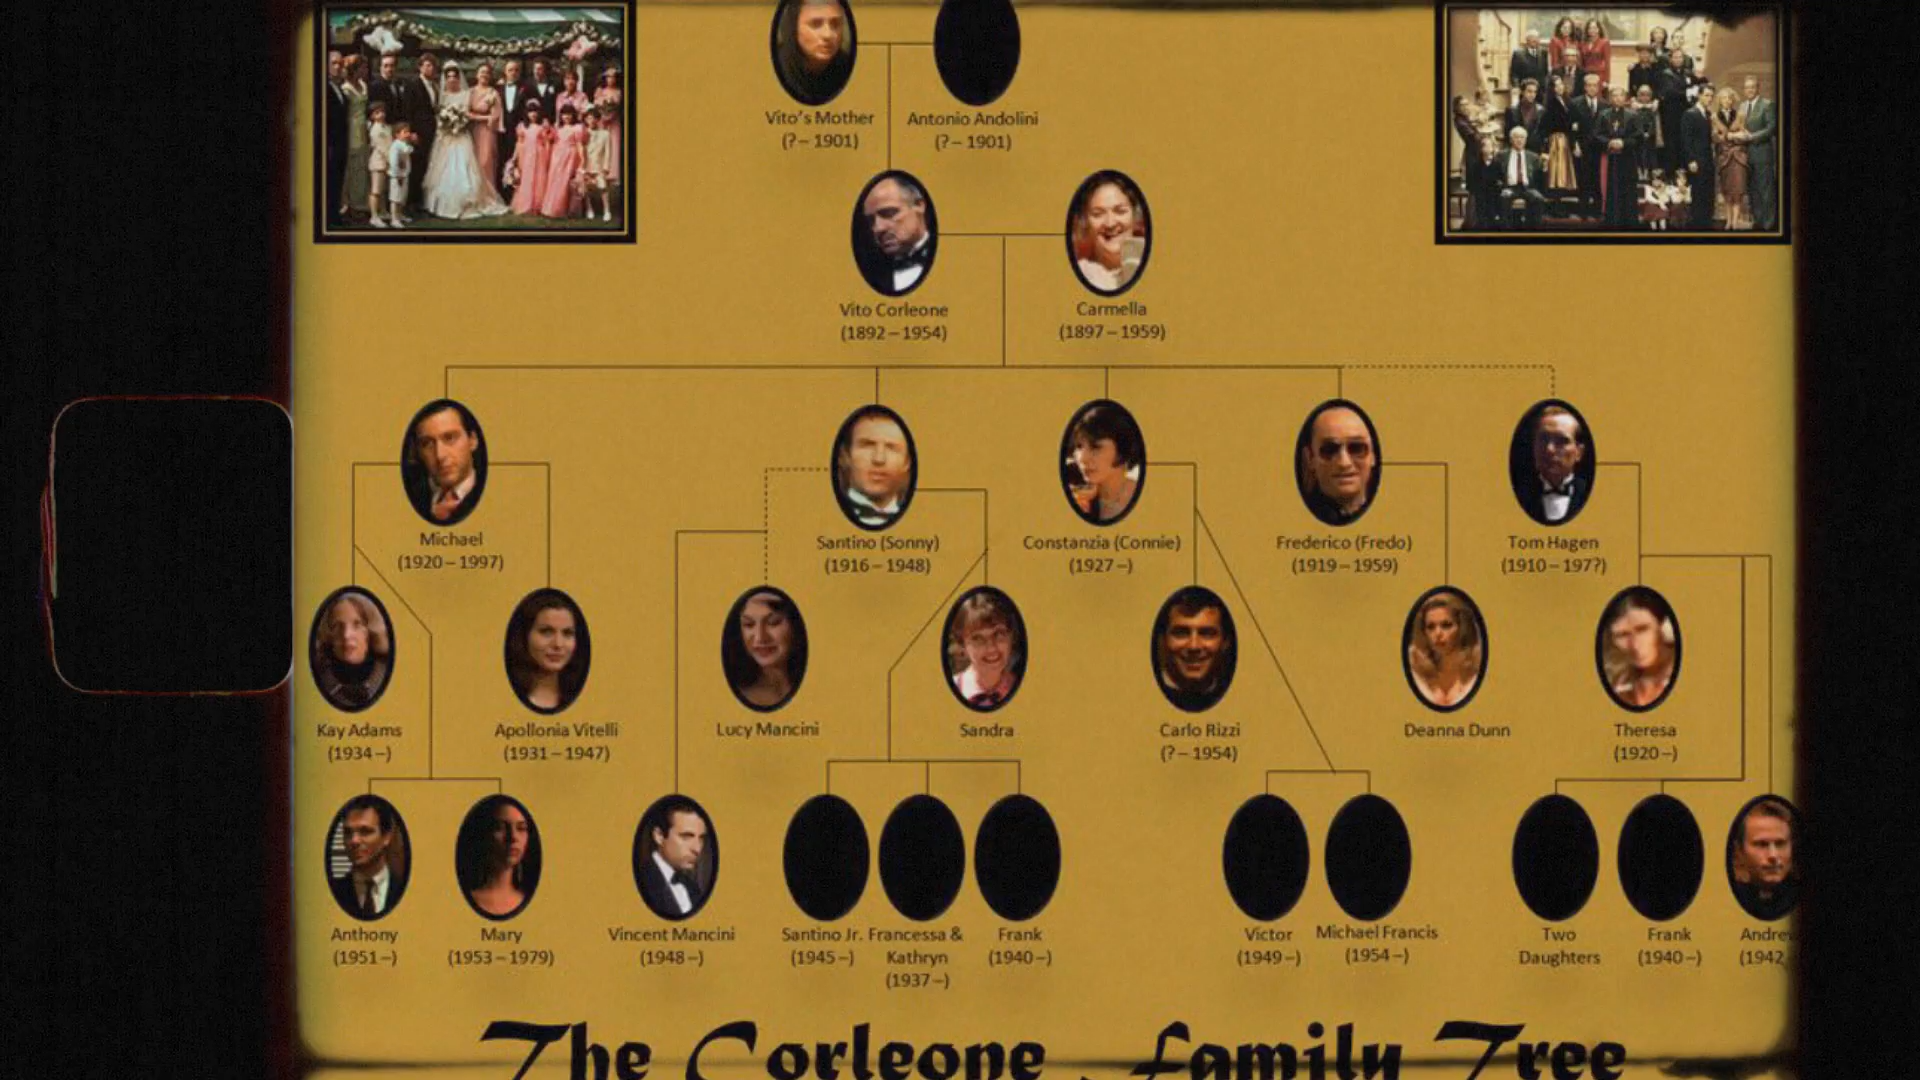 Vito's Mother
(? – 1901)
Antonio Andolini
(? – 1901)
Vito Corleone
(1892 – 1954)
Carmella
(1897 – 1959)
Michael
(1920 – 1997)
Santino (Sonny)
(1916 – 1948)
Constanzia (Connie)
(1927 –)
Frederico (Fredo)
(1919 – 1959)
Tom Hagen
(1910 – 197?)
Kay Adams
(1934 –)
Apollonia Vitelli
(1931 – 1947)
Lucy Mancini
Sandra
Carlo Rizzi
(? – 1954)
Deanna Dunn
Theresa
(1920 –)
Anthony
(1951 –)
Mary
(1953 – 1979)
Vincent Mancini
(1948 –)
Santino Jr.
(1945 –)
Francessa &
Kathryn
(1937 –)
Frank
(1940 –)
Victor
(1949 –)
Michael Francis
(1954 –)
Two
Daughters
Frank
(1940 –)
Andrew
(1942
The Corleone Family Tree